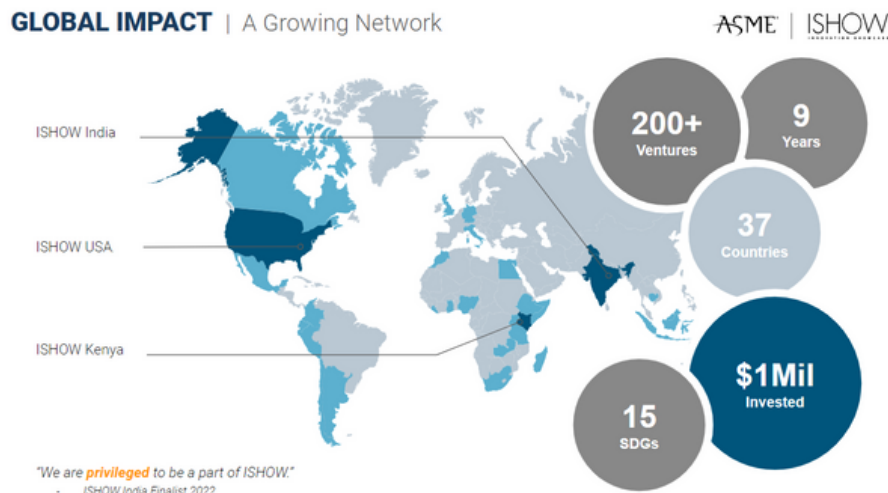 GLOBAL IMPACT | A Growing Network
ASME | ISHOW
ISHOW India
ISHOW USA
ISHOW Kenya
200+
Ventures
9
Years
37
Countries
$1Mil
Invested
15
SDGs
"We are privileged to be a part of ISHOW."
- ISHOW India Finalist 2022